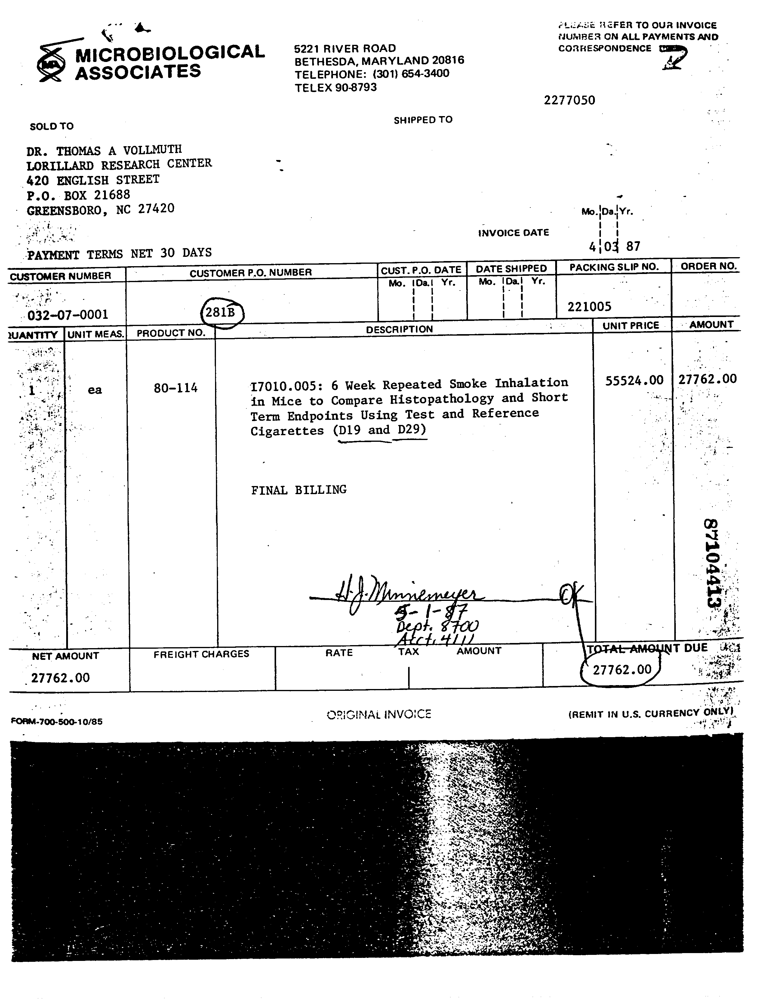 PLEASE REFER TO OUR INVOICE
NUMBER ON ALL PAYMENTS AND
CORRESPONDENCE
MA
MICROBIOLOGICAL
ASSOCIATES
5221 RIVER ROAD
BETHESDA, MARYLAND 20816
TELEPHONE: (301) 654-3400
TELEX 90-8793
2277050
SOLD TO
SHIPPED TO
DR. THOMAS A VOLLMUTH
LORILLARD RESEARCH CENTER
420 ENGLISH STREET
P.O. BOX 21688
GREENSBORO, NC 27420
Mo. Da. Yr.
INVOICE DATE
4 03 87
PAYMENT TERMS NET 30 DAYS
CUSTOMER NUMBER CUSTOMER P.O. NUMBER CUST. P.O. DATE DATE SHIPPED PACKING SLIP NO. ORDER NO.
Mo. Da. Yr. Mo. Da. Yr.
032-07-0001 281B 221005
QUANTITY UNIT MEAS. PRODUCT NO. DESCRIPTION UNIT PRICE AMOUNT
1 ea 80-114 I7010.005: 6 Week Repeated Smoke Inhalation 55524.00 27762.00
in Mice to Compare Histopathology and Short
Term Endpoints Using Test and Reference
Cigarettes (D19 and D29)
FINAL BILLING
87104413
H.J. Minnemeyer OK
5-1-87
Dept. 8700
Acct. 4111
NET AMOUNT FREIGHT CHARGES RATE TAX AMOUNT TOTAL AMOUNT DUE
27762.00 27762.00
FORM-700-500-10/85 ORIGINAL INVOICE (REMIT IN U.S. CURRENCY ONLY)